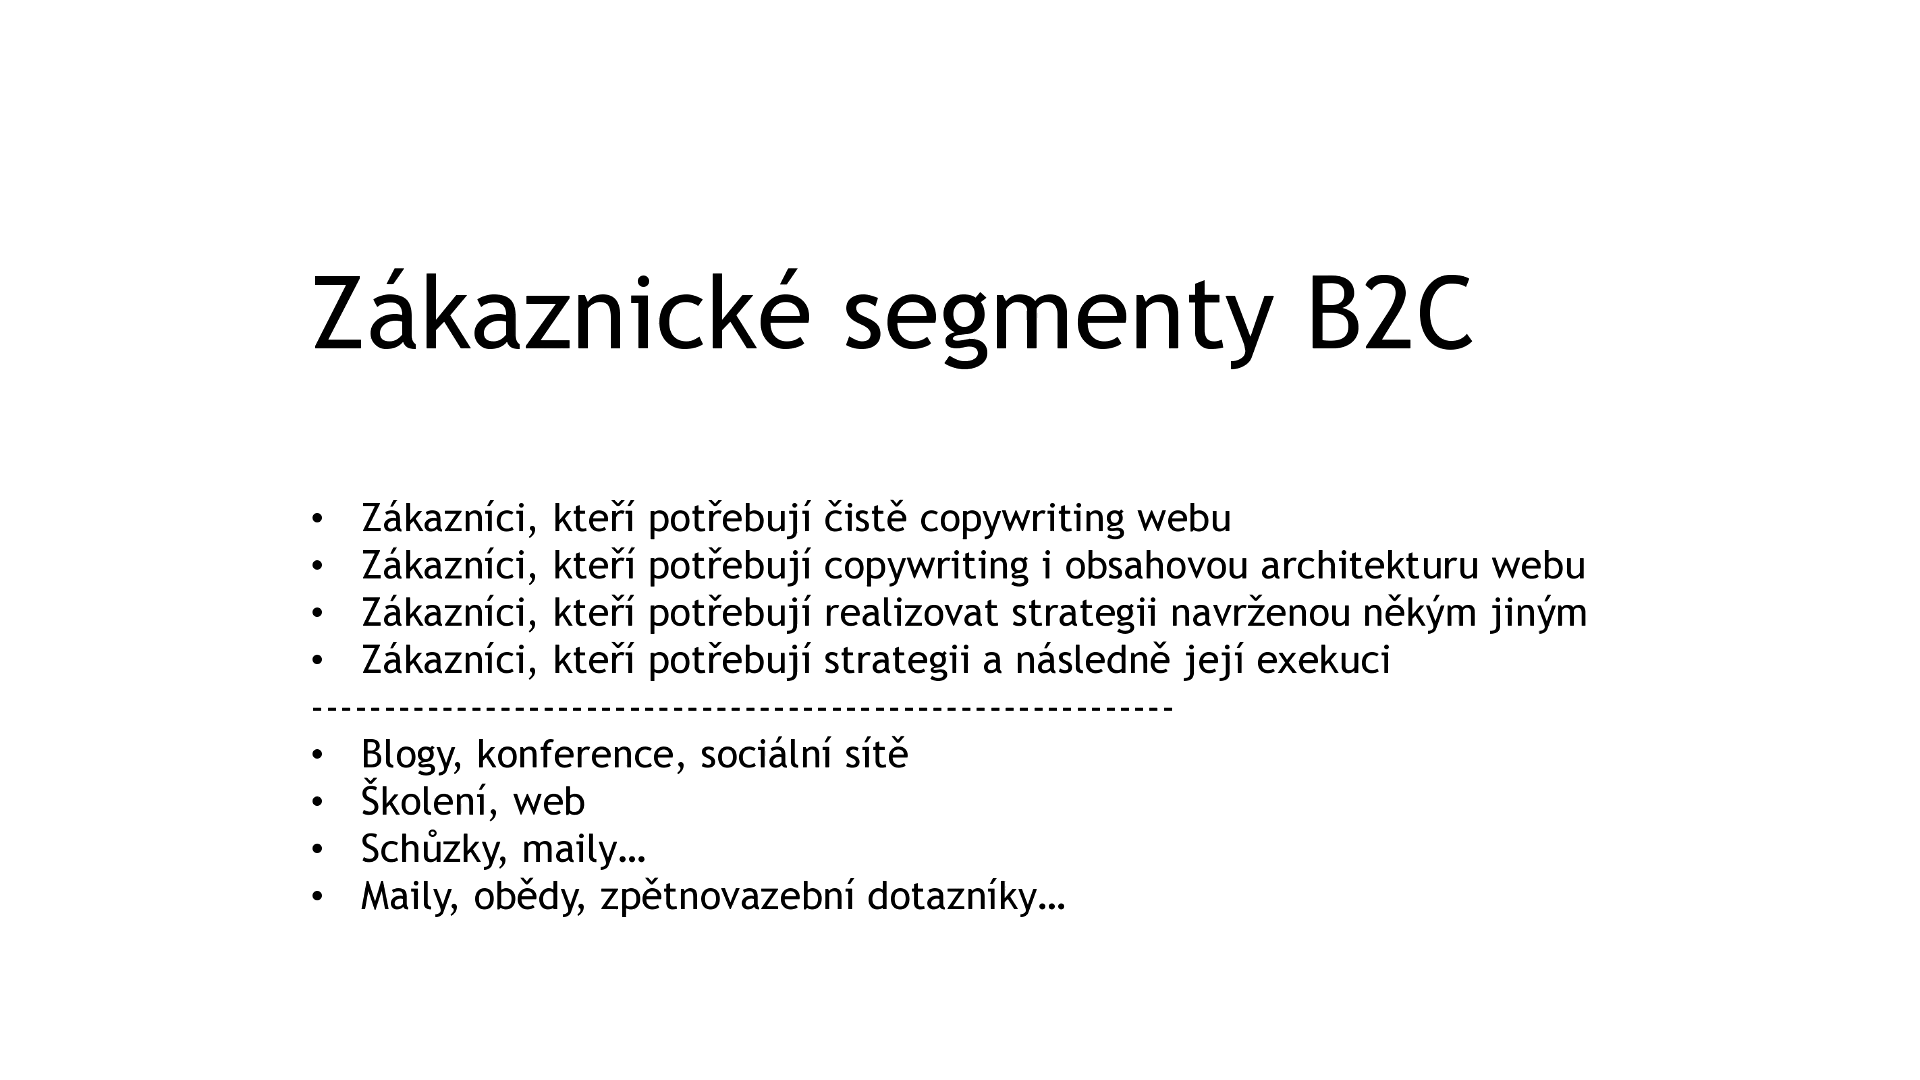 Zákaznické segmenty B2C
• Zákazníci, kteří potřebují čistě copywriting webu
• Zákazníci, kteří potřebují copywriting i obsahovou architekturu webu
• Zákazníci, kteří potřebují realizovat strategii navrženou někým jiným
• Zákazníci, kteří potřebují strategii a následně její exekuci
------------------------------------------------------------
• Blogy, konference, sociální sítě
• Školení, web
• Schůzky, maily…
• Maily, obědy, zpětnovazební dotazníky…